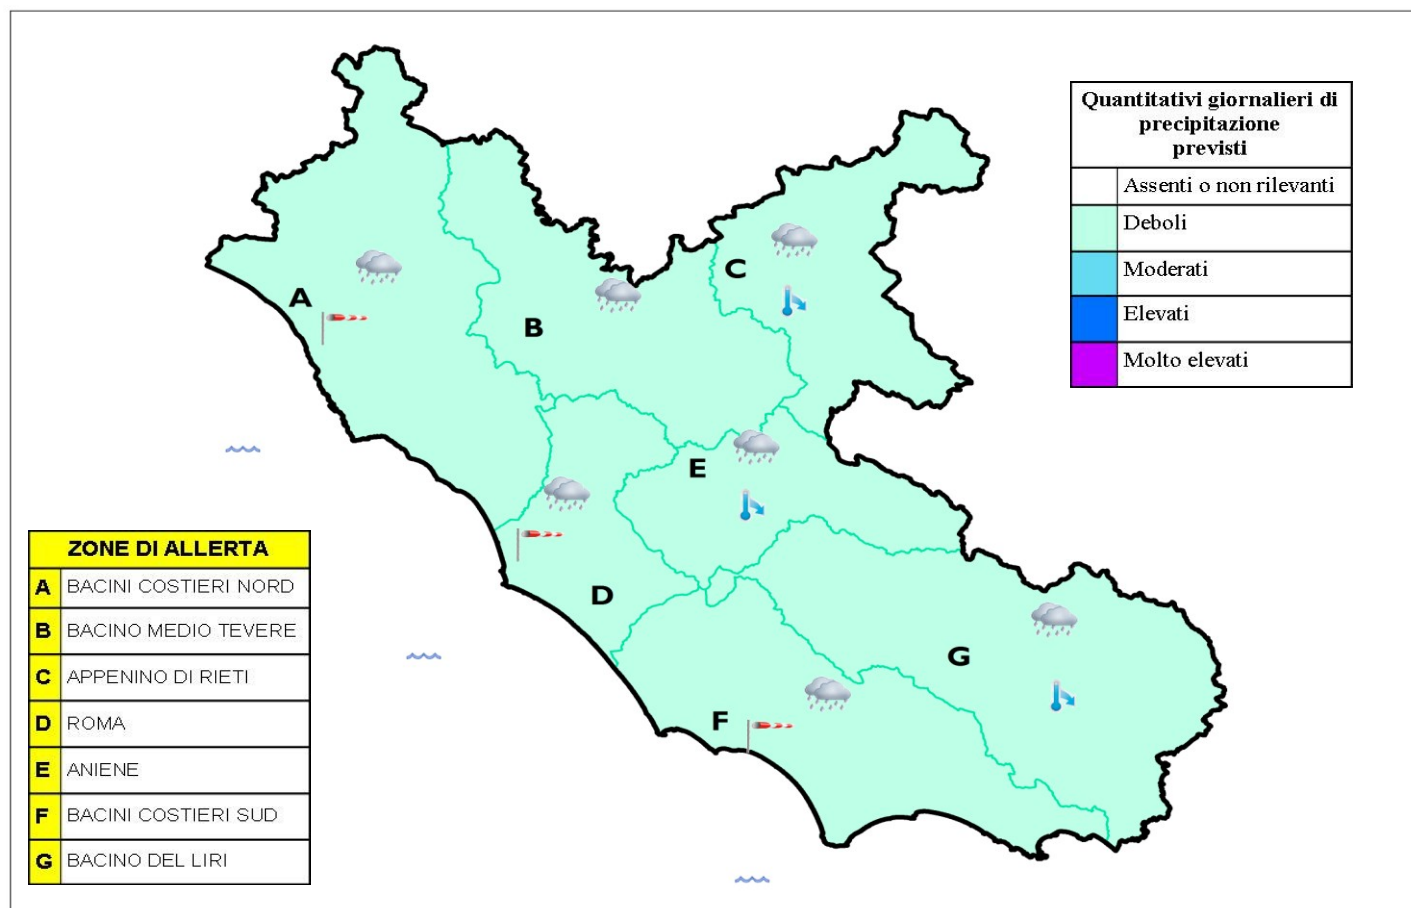 Quantitativi giornalieri di
precipitazione
previsti
Assenti o non rilevanti
Deboli
Moderati
Elevati
Molto elevati
A
B
C
D
E
F
G
ZONE DI ALLERTA
A BACINI COSTIERI NORD
B BACINO MEDIO TEVERE
C APPENINO DI RIETI
D ROMA
E ANIENE
F BACINI COSTIERI SUD
G BACINO DEL LIRI